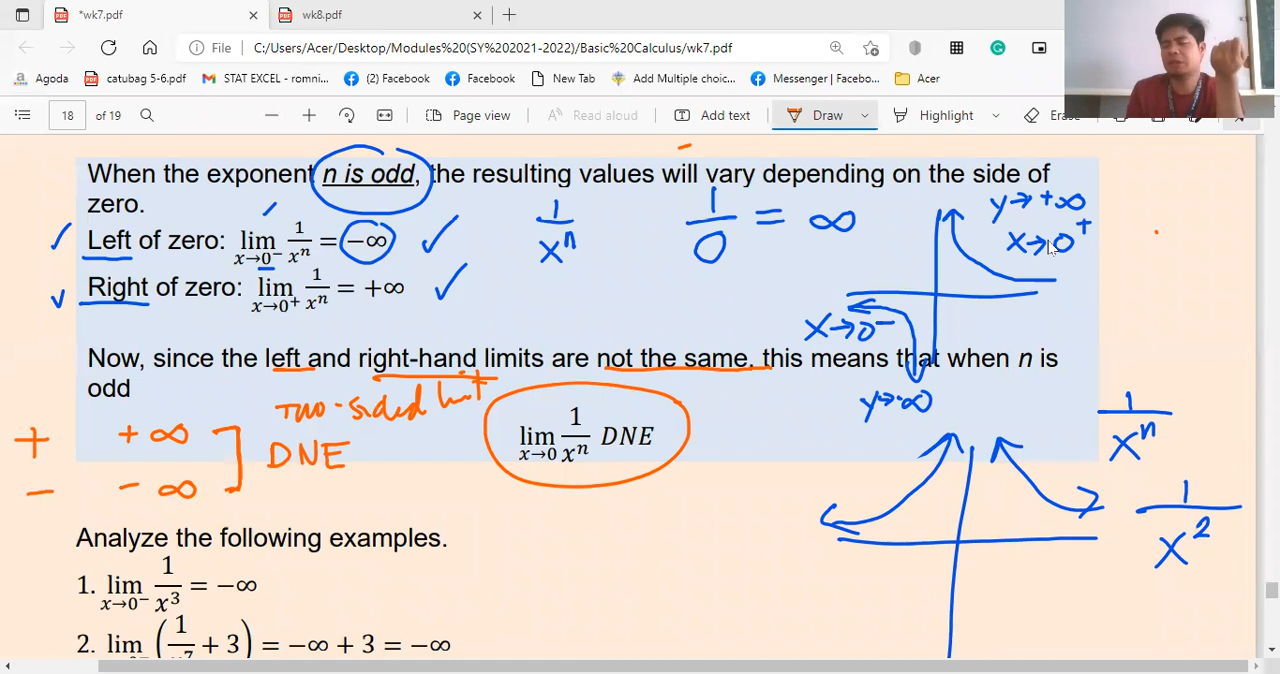 *wk7.pdf
wk8.pdf
File C:/Users/Acer/Desktop/Modules%20(SY%202021-2022)/Basic%20Calculus/wk7.pdf
Agoda catubag 5-6.pdf STAT EXCEL - romni... (2) Facebook Facebook New Tab Add Multiple choic... Messenger | Faceboo... Acer
18 of 19 Page view Read aloud Add text Draw Highlight Erase
When the exponent n is odd, the resulting values will vary depending on the side of
zero.
Left of zero: lim x→0⁻ 1/xⁿ = −∞
1/xⁿ
1/0 = ∞
y→+∞
x→0⁺
Right of zero: lim x→0⁺ 1/xⁿ = +∞
x→0⁻
Now, since the left and right-hand limits are not the same, this means that when n is
odd
y→-∞
Two-sided limit
DNE
+ +∞
− −∞
lim x→0 1/xⁿ DNE
1/xⁿ
1/x²
Analyze the following examples.
1. lim x→0⁻ 1/x³ = −∞
2. lim (1/x⁷ + 3) = −∞ + 3 = −∞